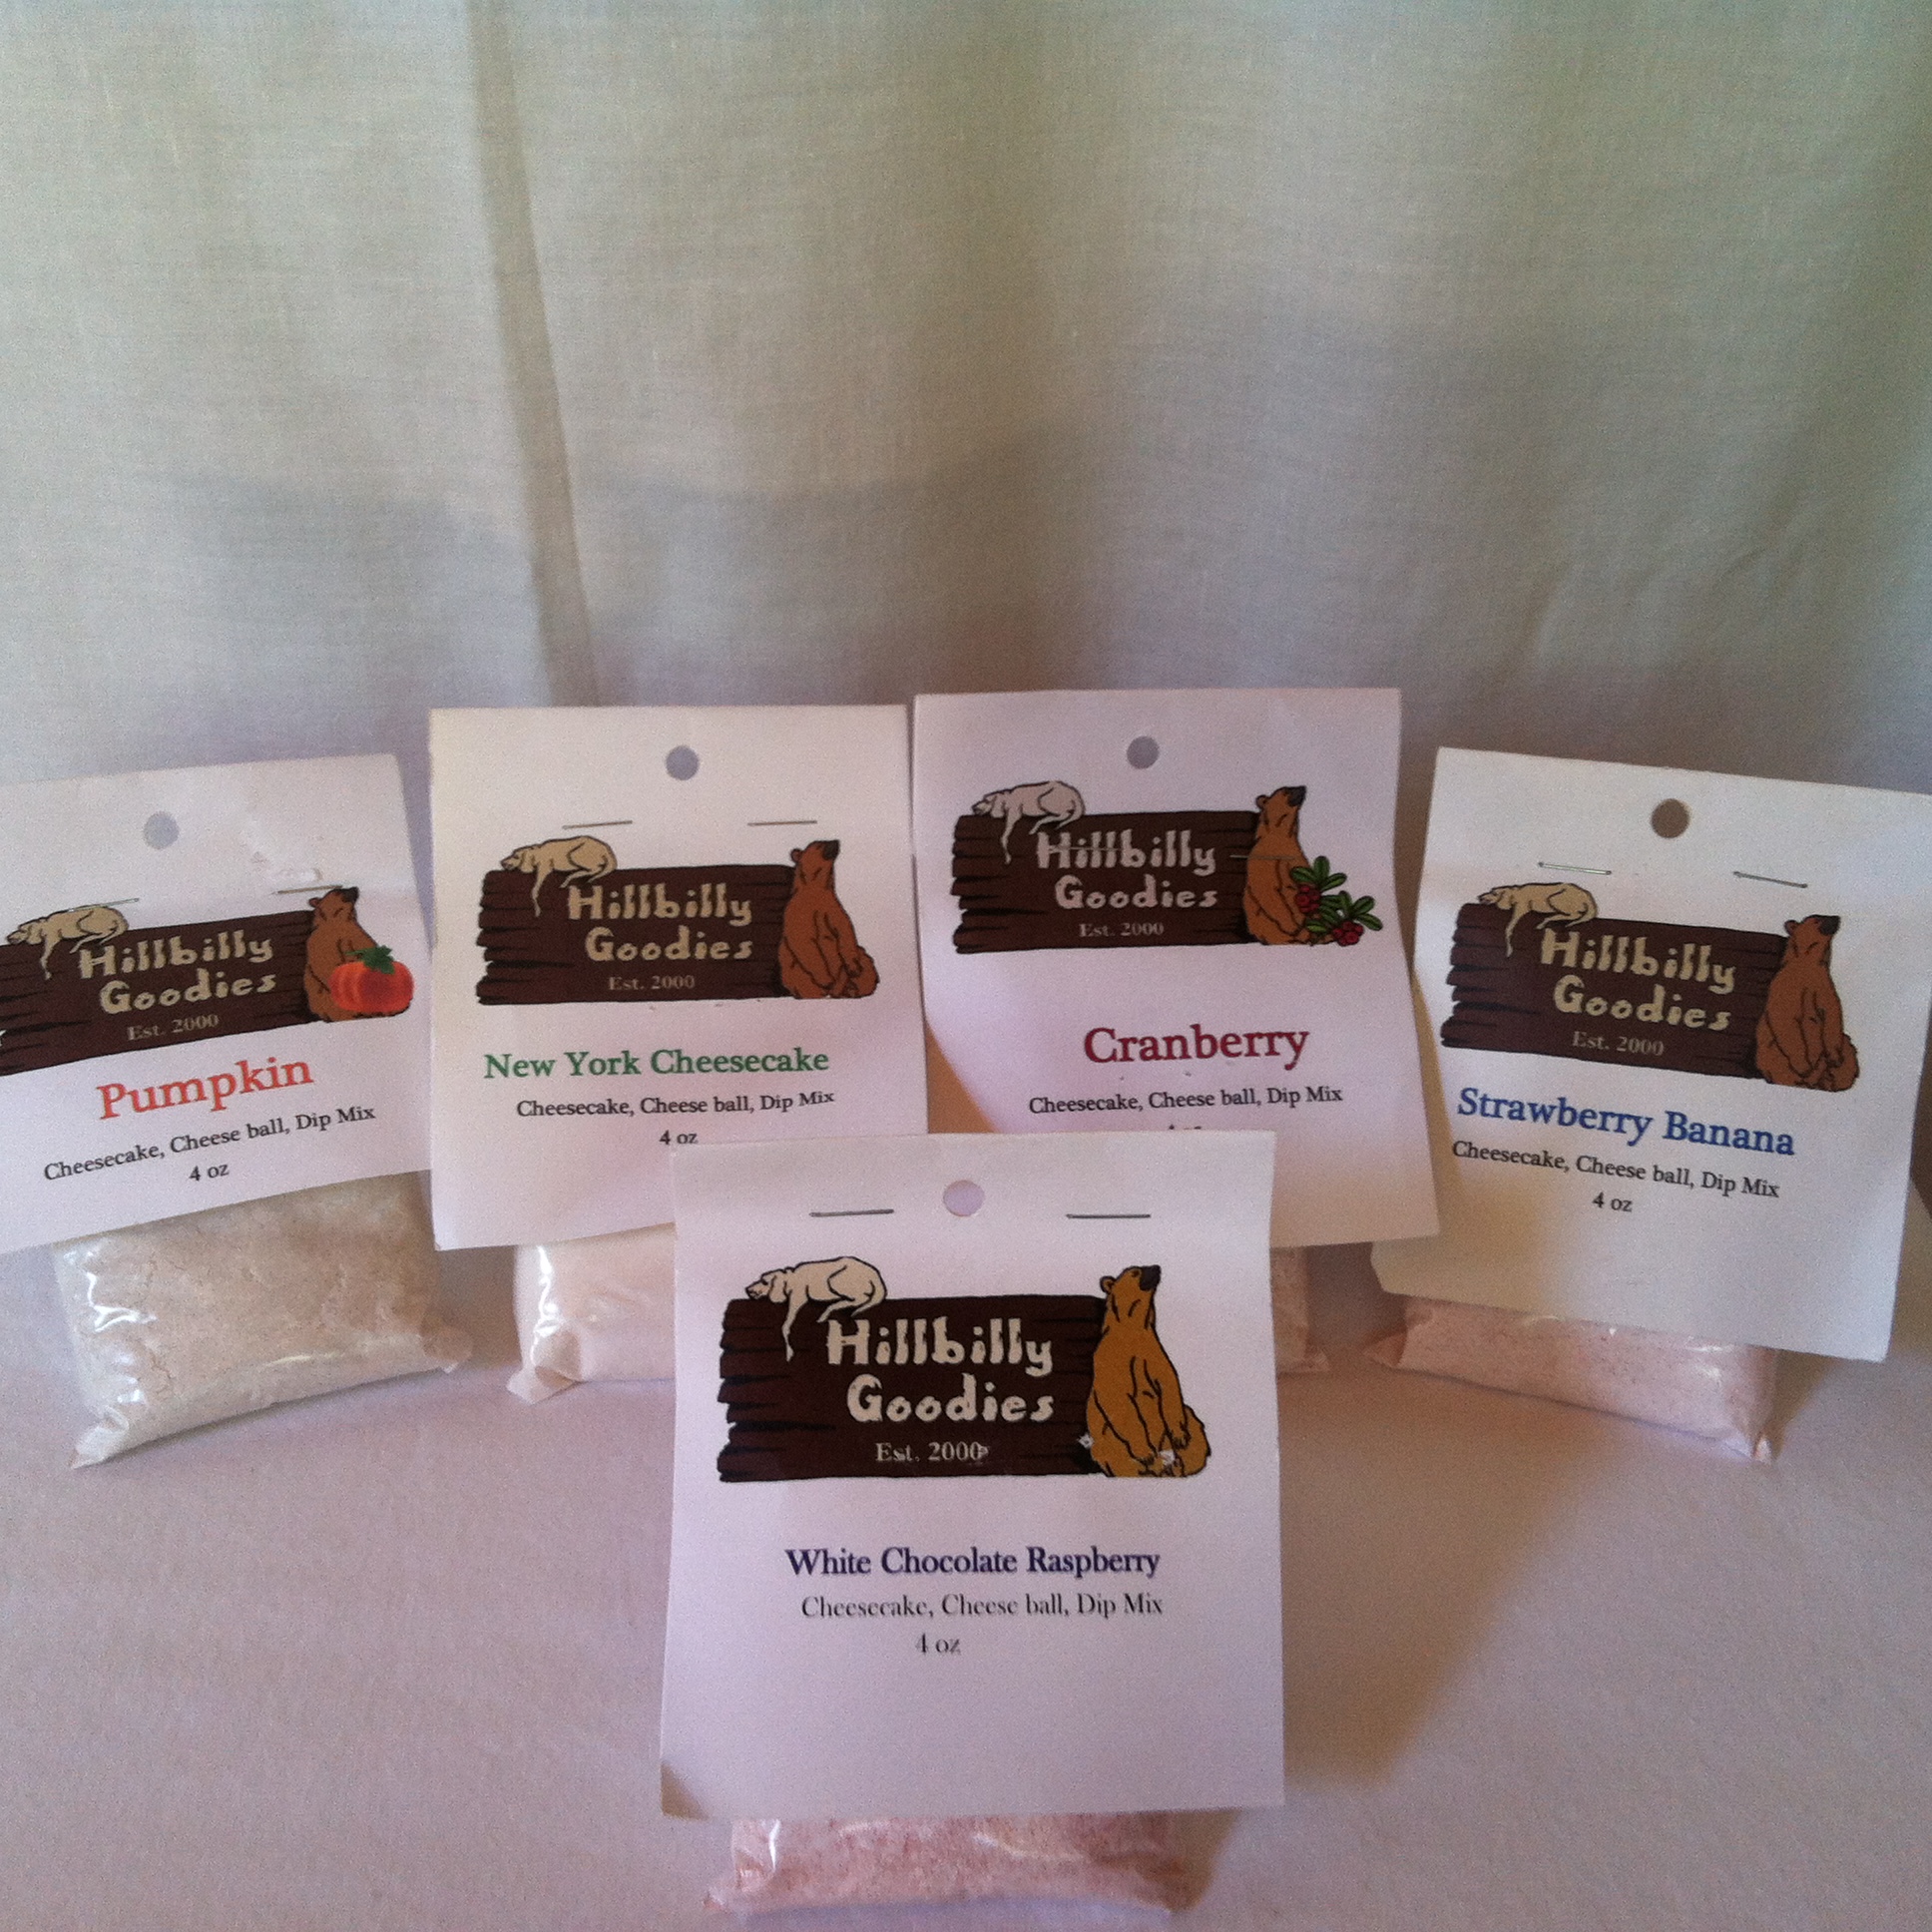 Hillbilly
Goodies
Est. 2000
Pumpkin
Cheesecake, Cheese ball, Dip Mix
4 oz
Hillbilly
Goodies
Est. 2000
New York Cheesecake
Cheesecake, Cheese ball, Dip Mix
4 oz
Hillbilly
Goodies
Est. 2000
Cranberry
Cheesecake, Cheese ball, Dip Mix
Hillbilly
Goodies
Est. 2000
Strawberry Banana
Cheesecake, Cheese ball, Dip Mix
4 oz
Hillbilly
Goodies
Est. 2000
White Chocolate Raspberry
Cheesecake, Cheese ball, Dip Mix
4 oz